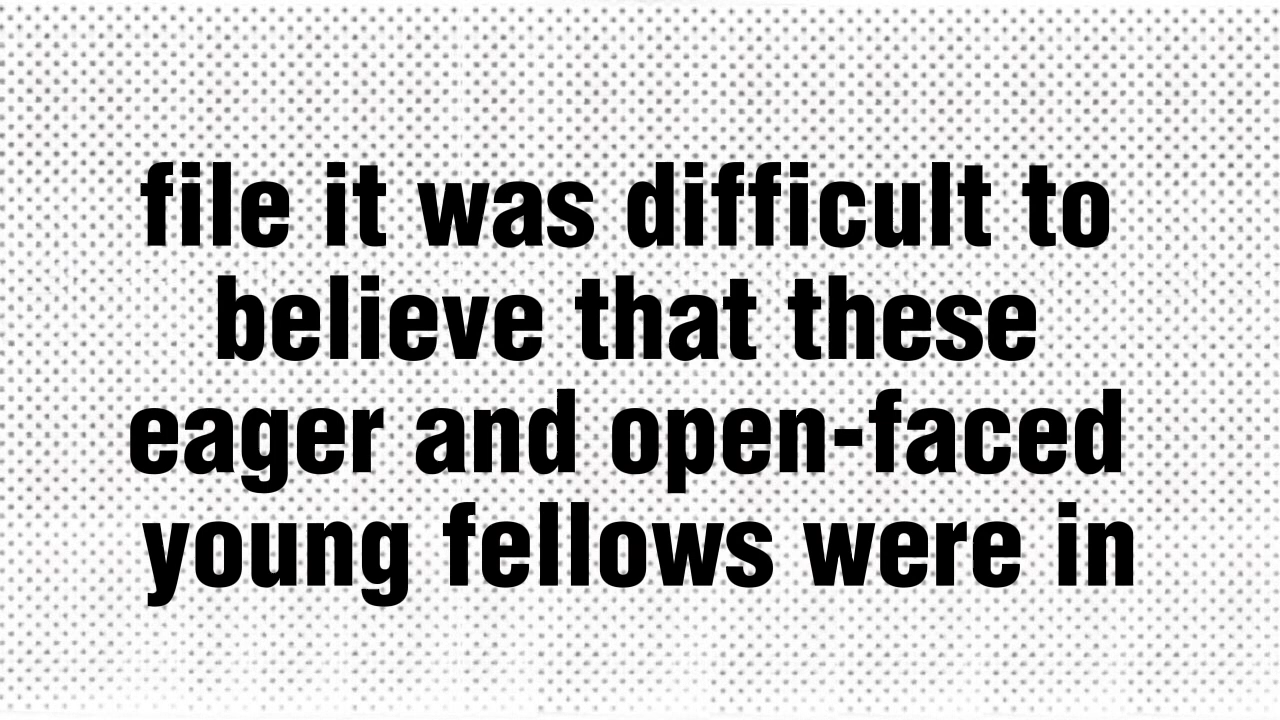 file it was difficult to
believe that these
eager and open-faced
young fellows were in